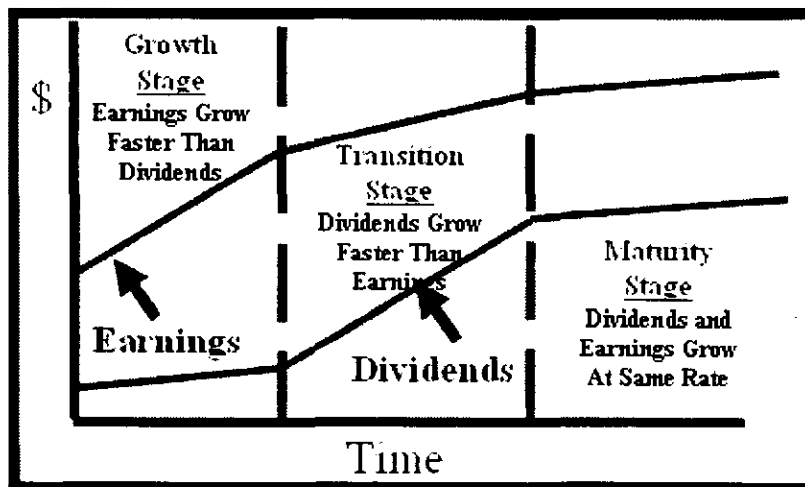 $
Growth
Stage
Earnings Grow
Faster Than
Dividends
Earnings
Transition
Stage
Dividends Grow
Faster Than
Earnings
Dividends
Maturity
Stage
Dividends and
Earnings Grow
At Same Rate
Time